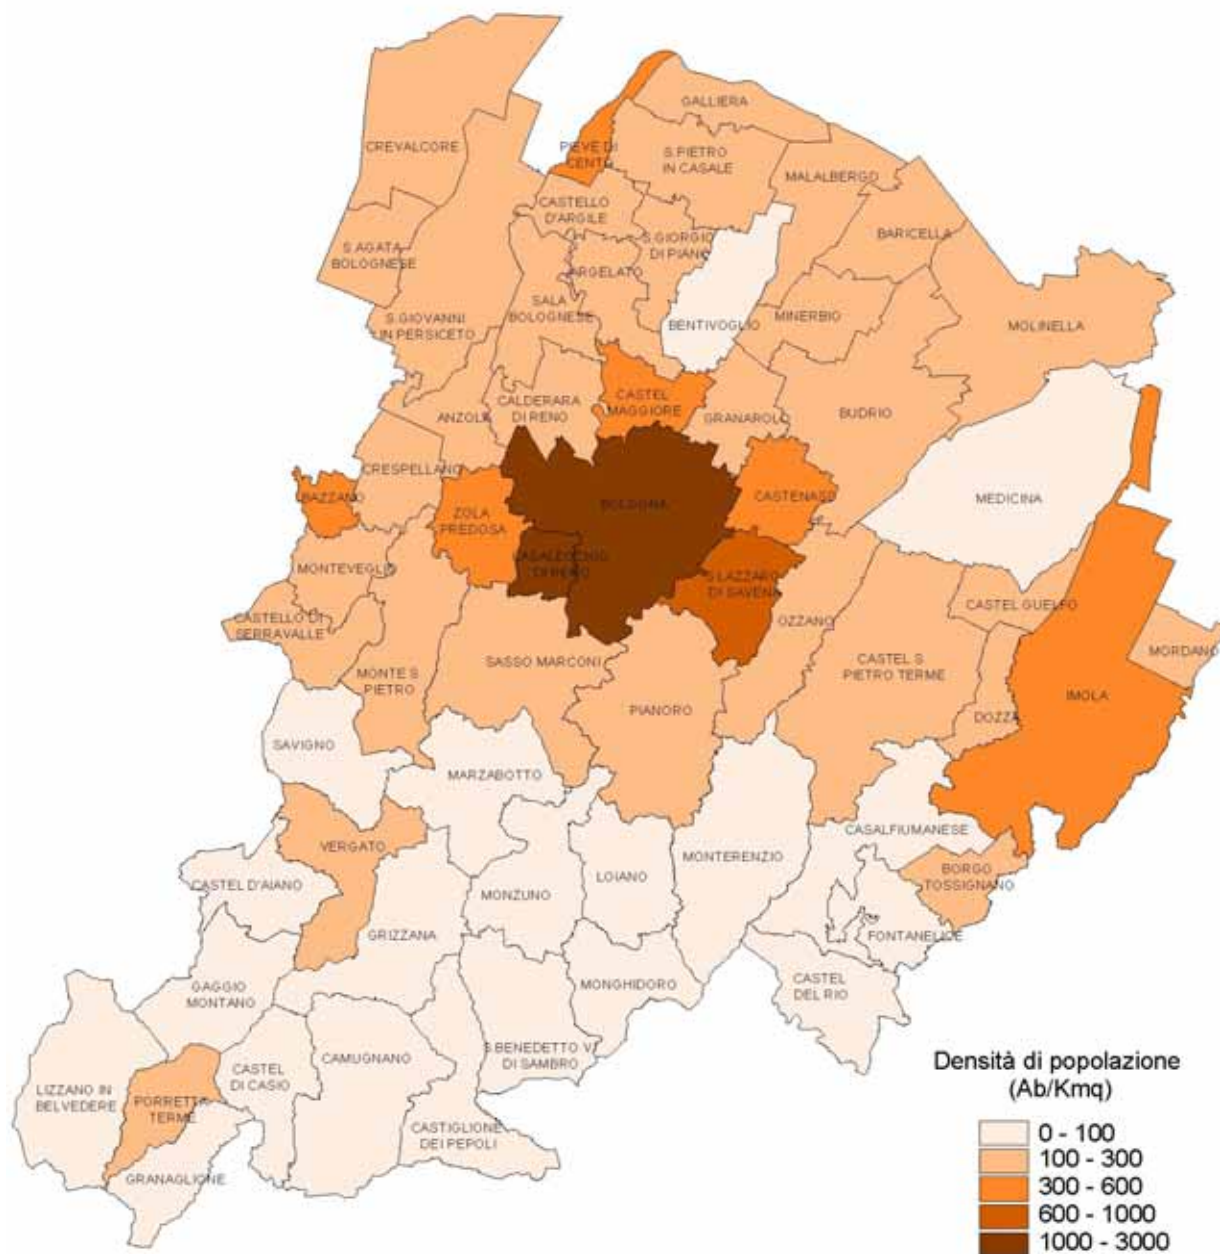 GALLIERA
CREVALCORE
PIEVE DI
CENTO
S.PIETRO
IN CASALE
MALALBERGO
CASTELLO
D'ARGILE
S.AGATA
BOLOGNESE
S.GIORGIO
DI PIANO
BARICELLA
ARGELATO
SALA
BOLOGNESE
S.GIOVANNI
IN PERSICETO
BENTIVOGLIO
MINERBIO
MOLINELLA
CALDERARA
DI RENO
CASTEL
MAGGIORE
ANZOLA
GRANAROLO
BUDRIO
CRESPELLANO
BAZZANO
ZOLA
PREDOSA
BOLOGNA
CASTENASO
MEDICINA
CASALECCHIO
DI RENO
MONTEVEGLIO
S.LAZZARO
DI SAVENA
CASTEL GUELFO
CASTELLO DI
SERRAVALLE
OZZANO
MORDANO
SASSO MARCONI
CASTEL S.
PIETRO TERME
MONTE S.
PIETRO
IMOLA
PIANORO
DOZZA
SAVIGNO
MARZABOTTO
CASALFIUMANESE
VERGATO
MONTERENZIO
BORGO
TOSSIGNANO
CASTEL D'AIANO
MONZUNO
LOIANO
GRIZZANA
FONTANELICE
GAGGIO
MONTANO
MONGHIDORO
CASTEL
DEL RIO
S.BENEDETTO V.
DI SAMBRO
CAMUGNANO
CASTEL
DI CASIO
LIZZANO IN
BELVEDERE
PORRETTA
TERME
CASTIGLIONE
DEI PEPOLI
GRANAGLIONE
Densità di popolazione
(Ab/Kmq)
0 - 100
100 - 300
300 - 600
600 - 1000
1000 - 3000